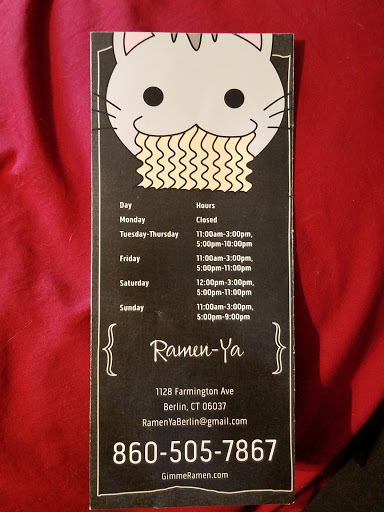 Day Hours
Monday Closed
Tuesday-Thursday 11:00am-3:00pm,
5:00pm-10:00pm
Friday 11:00am-3:00pm,
5:00pm-11:00pm
Saturday 12:00pm-3:00pm,
5:00pm-11:00pm
Sunday 11:00am-3:00pm,
5:00pm-9:00pm
Ramen-Ya
1128 Farmington Ave
Berlin, CT 06037
RamenYaBerlin@gmail.com
860-505-7867
GimmeRamen.com